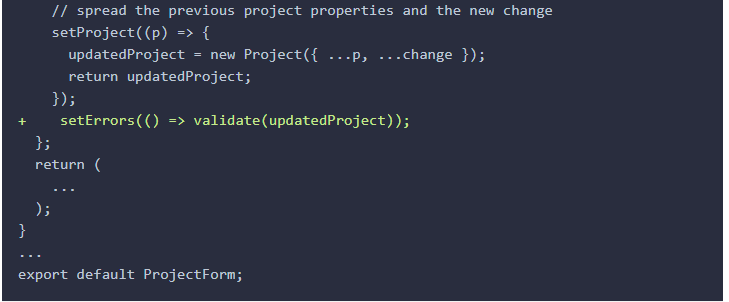 // spread the previous project properties and the new change
setProject((p) => {
updatedProject = new Project({ ...p, ...change });
return updatedProject;
});
+ setErrors(() => validate(updatedProject));
};
return (
...
);
}
...
export default ProjectForm;